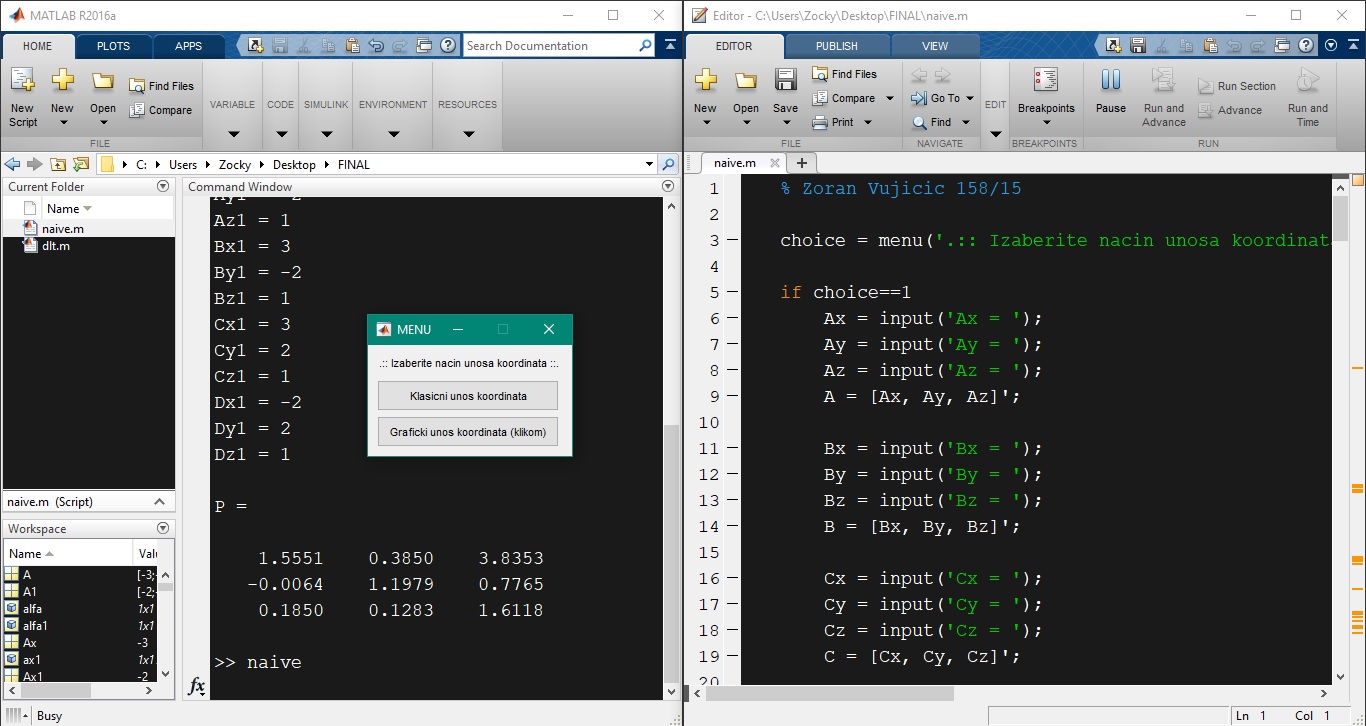 MATLAB R2016a
HOME PLOTS APPS
Search Documentation
New Script
New
Open
Find Files
Compare
VARIABLE CODE SIMULINK ENVIRONMENT RESOURCES
FILE
C: Users Zocky Desktop FINAL
Current Folder
Name
naive.m
dlt.m
naive.m (Script)
Workspace
Name Valu
A [-3;-
A1 [-2;-
alfa 1x1
alfa1 1x1
Ax -3
ax1 1x1
Ax1 -2
Busy
Command Window
Az1 = 1
Bx1 = 3
By1 = -2
Bz1 = 1
Cx1 = 3
Cy1 = 2
Cz1 = 1
Dx1 = -2
Dy1 = 2
Dz1 = 1
P =
1.5551 0.3850 3.8353
-0.0064 1.1979 0.7765
0.1850 0.1283 1.6118
>> naive
fx
MENU
.:: Izaberite nacin unosa koordinata ::.
Klasicni unos koordinata
Graficki unos koordinata (klikom)
Editor - C:\Users\Zocky\Desktop\FINAL\naive.m
EDITOR PUBLISH VIEW
New
Open
Save
Find Files
Compare
Print
Go To
Find
EDIT
Breakpoints
Pause
Run and Advance
Run Section
Advance
Run and Time
FILE NAVIGATE BREAKPOINTS RUN
naive.m
1 % Zoran Vujicic 158/15
2
3 choice = menu('.:: Izaberite nacin unosa koordinat
4
5 if choice==1
6 Ax = input('Ax = ');
7 Ay = input('Ay = ');
8 Az = input('Az = ');
9 A = [Ax, Ay, Az]';
10
11 Bx = input('Bx = ');
12 By = input('By = ');
13 Bz = input('Bz = ');
14 B = [Bx, By, Bz]';
15
16 Cx = input('Cx = ');
17 Cy = input('Cy = ');
18 Cz = input('Cz = ');
19 C = [Cx, Cy, Cz]';
20
Ln 1 Col 1